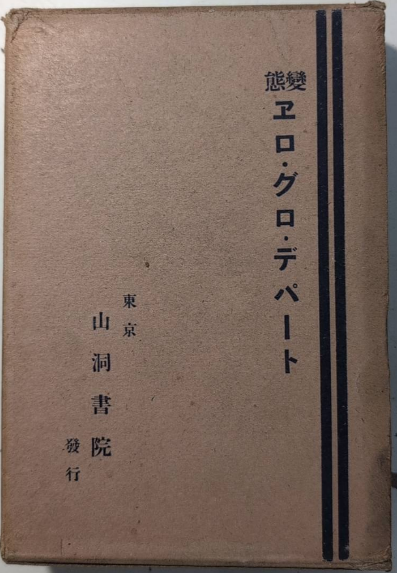 變態
ヱロ・グロ・デパート
東京
山洞書院
發行